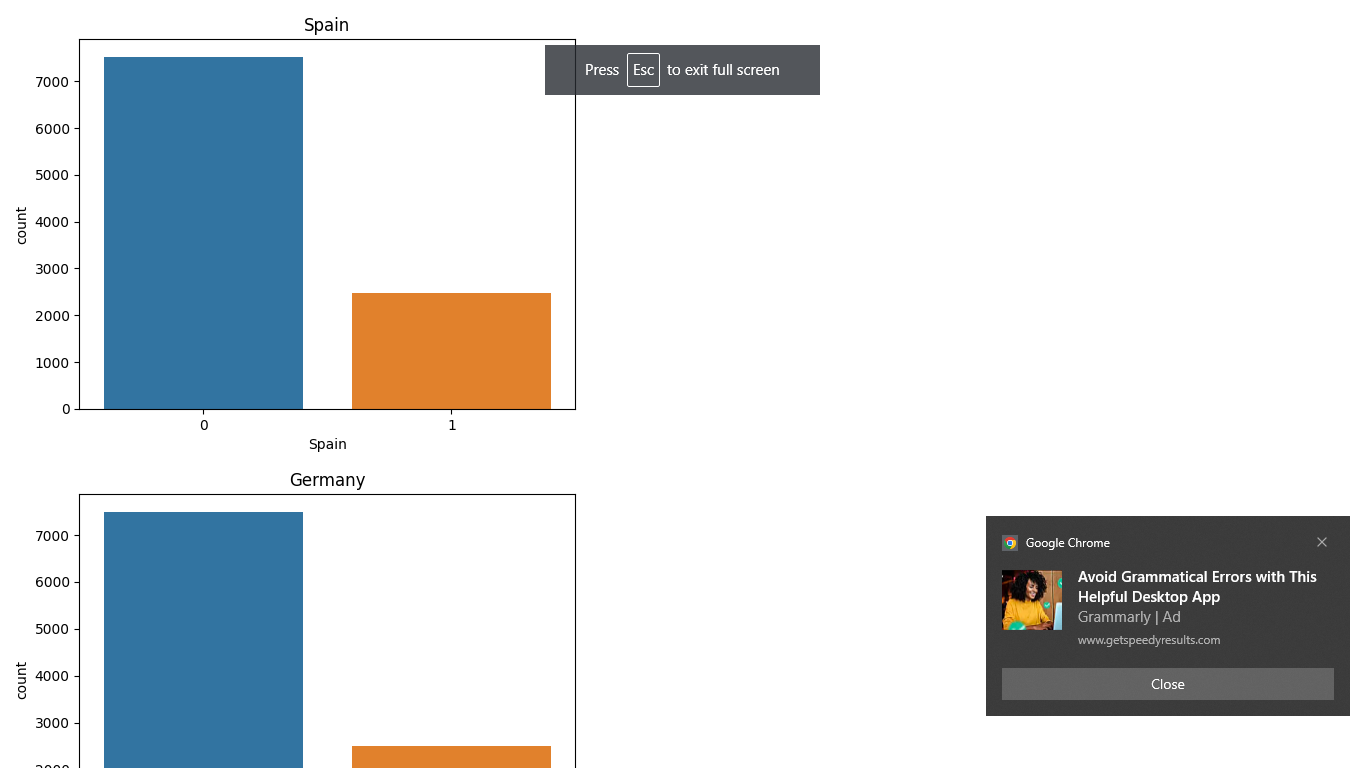 Spain
Press Esc to exit full screen
7000
6000
5000
4000
3000
2000
1000
0
count
0 1
Spain
Germany
7000
6000
5000
4000
3000
count
Google Chrome
Avoid Grammatical Errors with This
Helpful Desktop App
Grammarly | Ad
www.getspeedyresults.com
Close